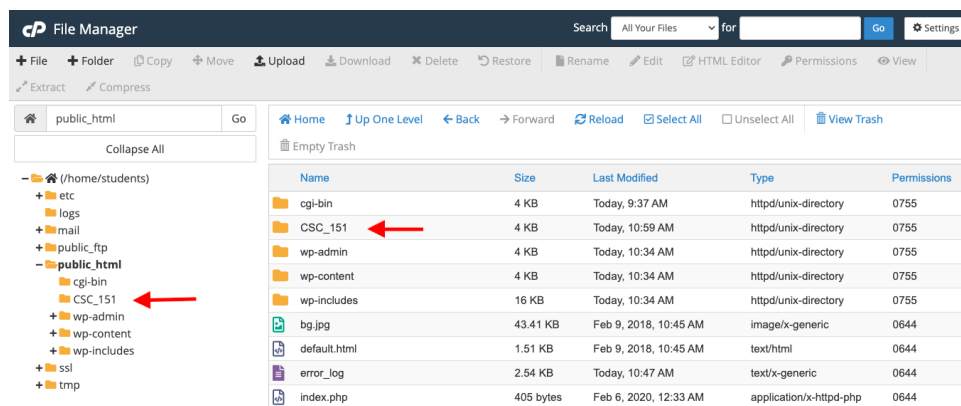 cP File Manager
Search All Your Files for Go Settings
File Folder Copy Move Upload Download Delete Restore Rename Edit HTML Editor Permissions View
Extract Compress
public_html Go
Collapse All
(/home/students)
etc
logs
mail
public_ftp
public_html
cgi-bin
CSC_151
wp-admin
wp-content
wp-includes
ssl
tmp
Home Up One Level Back Forward Reload Select All Unselect All View Trash
Empty Trash
Name Size Last Modified Type Permissions
cgi-bin 4 KB Today, 9:37 AM httpd/unix-directory 0755
CSC_151 4 KB Today, 10:59 AM httpd/unix-directory 0755
wp-admin 4 KB Today, 10:34 AM httpd/unix-directory 0755
wp-content 4 KB Today, 10:34 AM httpd/unix-directory 0755
wp-includes 16 KB Today, 10:34 AM httpd/unix-directory 0755
bg.jpg 43.41 KB Feb 9, 2018, 10:45 AM image/x-generic 0644
default.html 1.51 KB Feb 9, 2018, 10:45 AM text/html 0644
error_log 2.54 KB Today, 10:47 AM text/x-generic 0644
index.php 405 bytes Feb 6, 2020, 12:33 AM application/x-httpd-php 0644